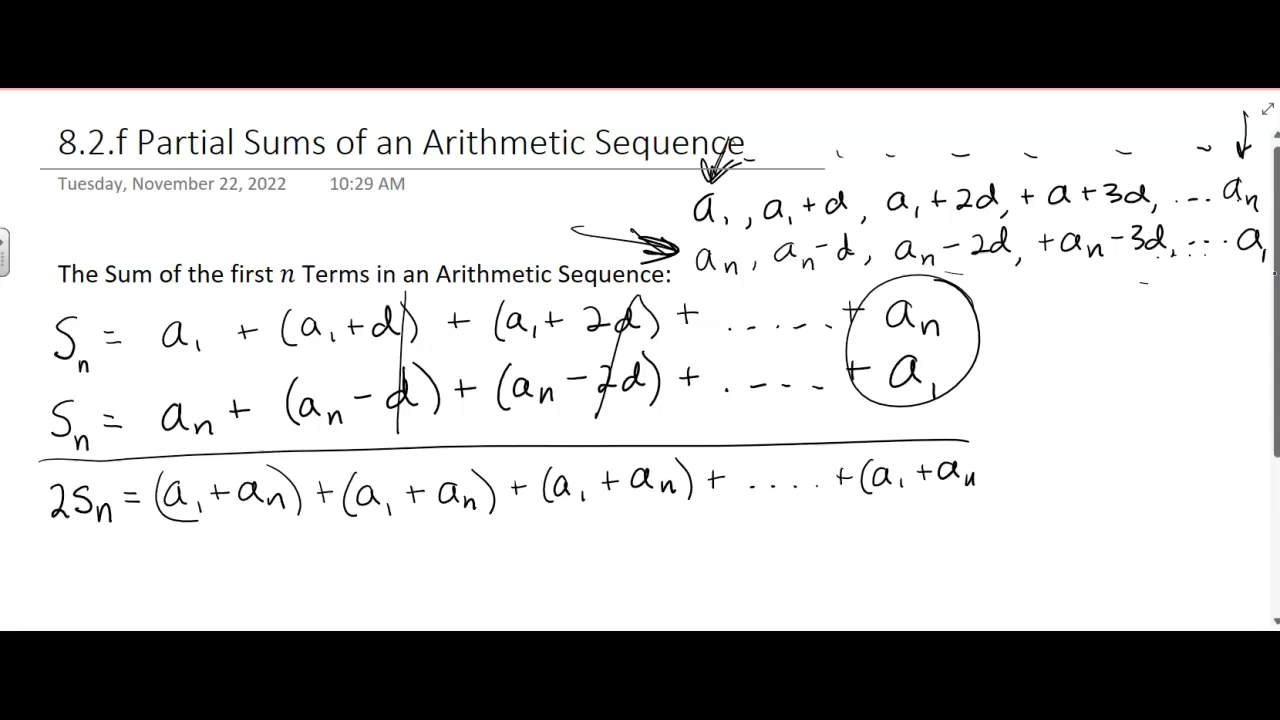 8.2.f Partial Sums of an Arithmetic Sequence
Tuesday, November 22, 2022 10:29 AM
a₁, a₁ + d, a₁ + 2d, + a + 3d, ... aₙ
aₙ, aₙ - d, aₙ - 2d, + aₙ - 3d, ... a₁
The Sum of the first n Terms in an Arithmetic Sequence:
Sₙ = a₁ + (a₁ + d) + (a₁ + 2d) + ...... + aₙ
Sₙ = aₙ + (aₙ - d) + (aₙ - 2d) + ..... + a₁
2Sₙ = (a₁ + aₙ) + (a₁ + aₙ) + (a₁ + aₙ) + ..... + (a₁ + aₙ